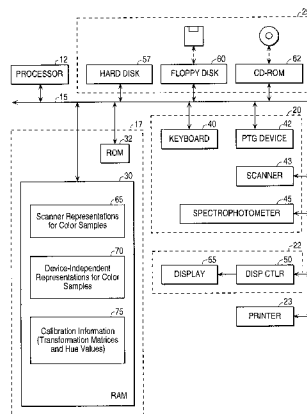 25
12
PROCESSOR
57
HARD DISK
60
FLOPPY DISK
62
CD-ROM
15
17
32
ROM
20
40
KEYBOARD
42
PTG DEVICE
43
SCANNER
45
SPECTROPHOTOMETER
30
65
Scanner Representations
for Color Samples
70
Device-Independent
Representations for Color
Samples
75
Calibration Information
(Transformation Matrices
and Hue Values)
RAM
22
55
DISPLAY
50
DISP CTLR
23
PRINTER